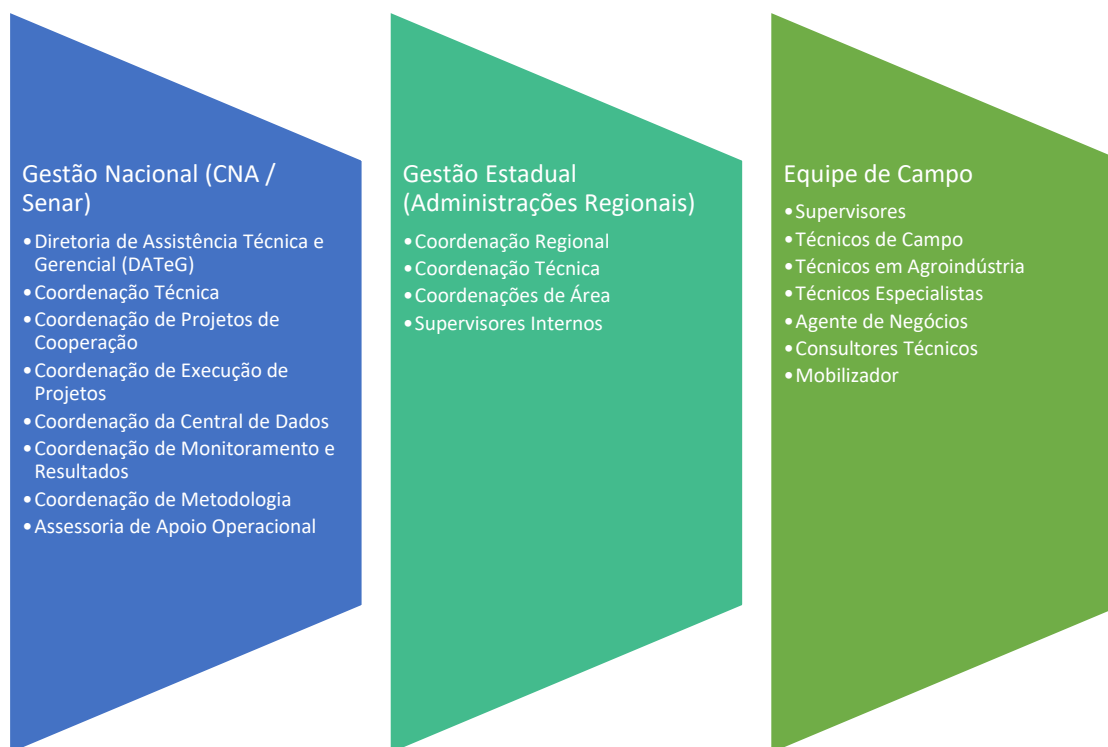 Gestão Nacional (CNA /
Senar)
•Diretoria de Assistência Técnica e
Gerencial (DATeG)
•Coordenação Técnica
•Coordenação de Projetos de
Cooperação
•Coordenação de Execução de
Projetos
•Coordenação da Central de Dados
•Coordenação de Monitoramento e
Resultados
•Coordenação de Metodologia
•Assessoria de Apoio Operacional
Gestão Estadual
(Administrações Regionais)
•Coordenação Regional
•Coordenação Técnica
•Coordenações de Área
•Supervisores Internos
Equipe de Campo
•Supervisores
•Técnicos de Campo
•Técnicos em Agroindústria
•Técnicos Especialistas
•Agente de Negócios
•Consultores Técnicos
•Mobilizador